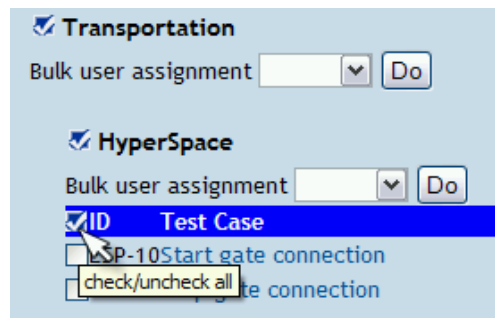 Transportation
Bulk user assignment Do
HyperSpace
Bulk user assignment Do
ID Test Case
SP-10 Start gate connection
check/uncheck all connection